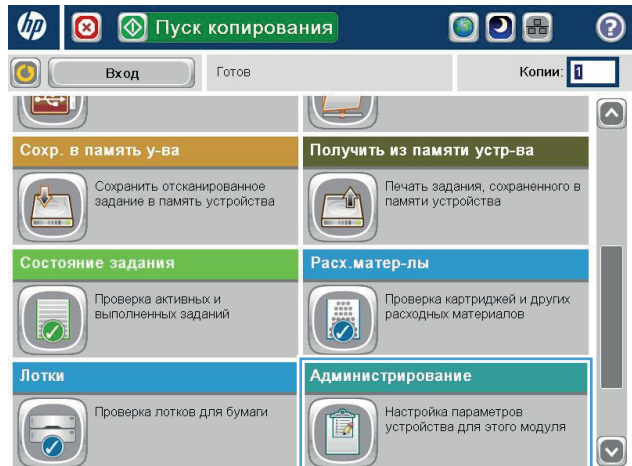 hp
Пуск копирования
?
Вход
Готов
Копии: 1
Сохр. в память у-ва
Получить из памяти устр-ва
Сохранить отсканированное
задание в память устройства
Печать задания, сохраненного в
памяти устройства
Состояние задания
Расх.матер-лы
Проверка активных и
выполненных заданий
Проверка картриджей и других
расходных материалов
Лотки
Администрирование
Проверка лотков для бумаги
Настройка параметров
устройства для этого модуля